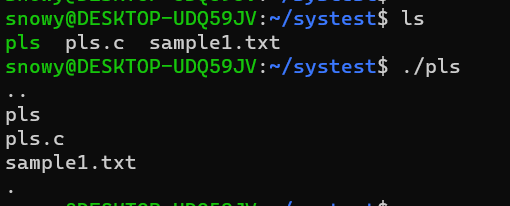 snowy@DESKTOP-UDQ59JV:~/systest$ ls
pls  pls.c  sample1.txt
snowy@DESKTOP-UDQ59JV:~/systest$ ./pls
..
pls
pls.c
sample1.txt
.